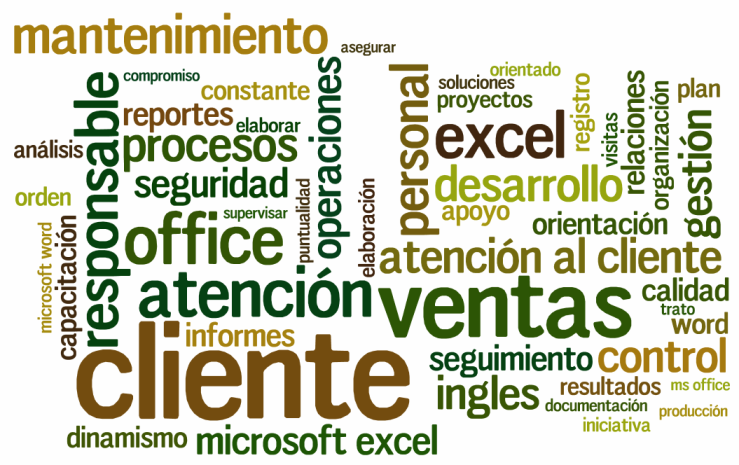 mantenimiento
asegurar
compromiso
constante
responsable
reportes
elaborar
operaciones
análisis
procesos
seguridad
orden
supervisar
puntualidad
office
microsoft word
capacitación
elaboración
atención
informes
cliente
dinamismo
microsoft excel
personal
orientado
soluciones
proyectos
registro
visitas
relaciones
organización
plan
gestión
excel
desarrollo
apoyo
orientación
atención al cliente
ventas
calidad
trato
word
seguimiento
control
ingles
resultados
ms office
documentación
producción
iniciativa